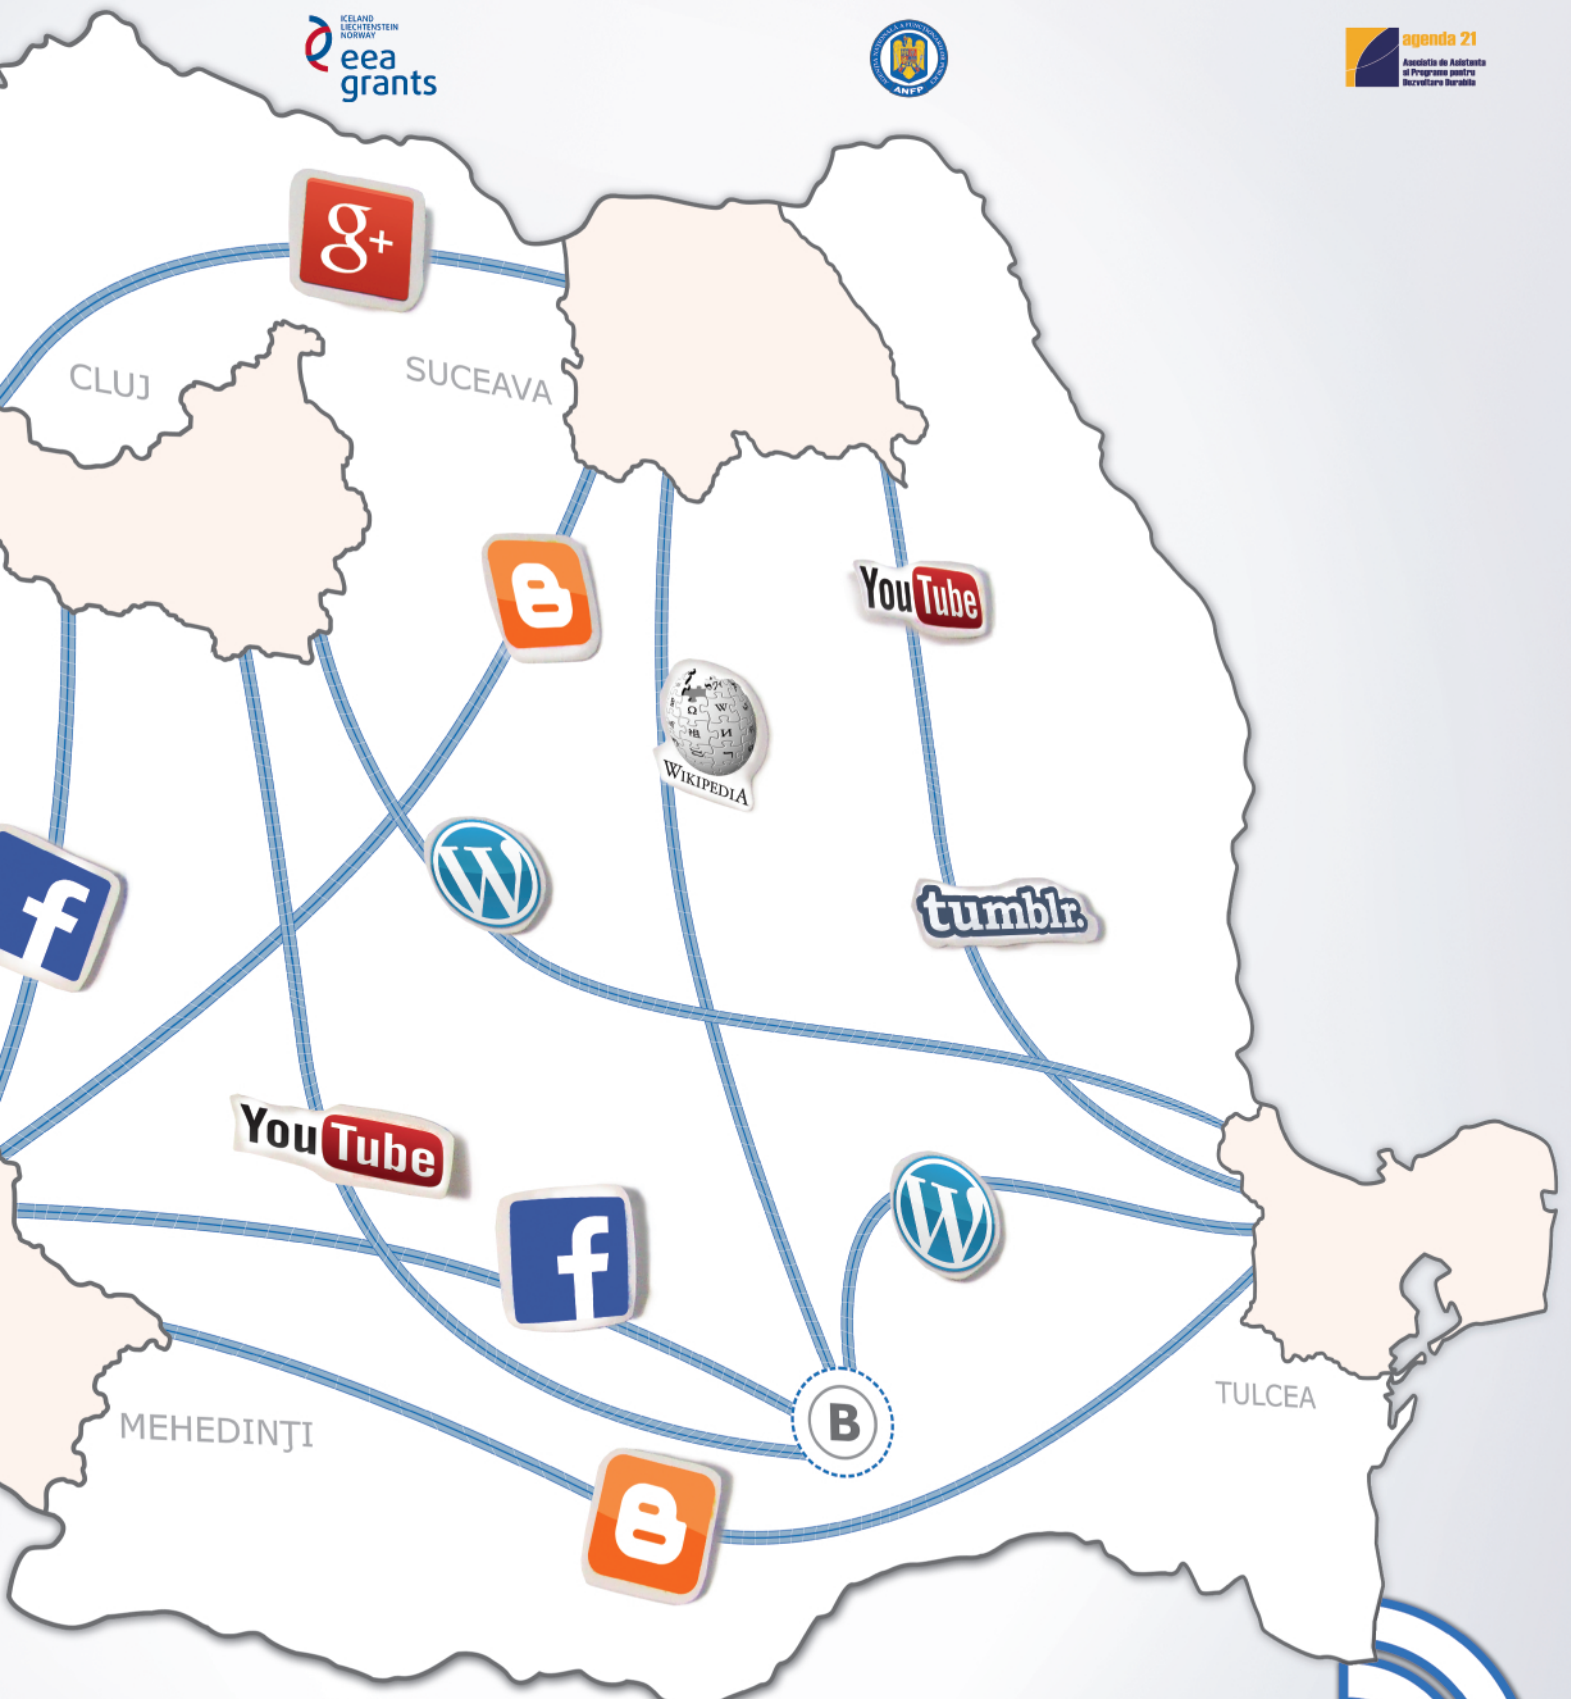 ICELAND
LIECHTENSTEIN
NORWAY
eea
grants
ANFP
agenda 21
Asociatia de Asistenta
si Programe pentru
Dezvoltare Durabila
g+
CLUJ
SUCEAVA
YouTube
Ω W
И
WIKIPEDIA
W
f
tumblr.
YouTube
f
W
B
TULCEA
MEHEDINȚI